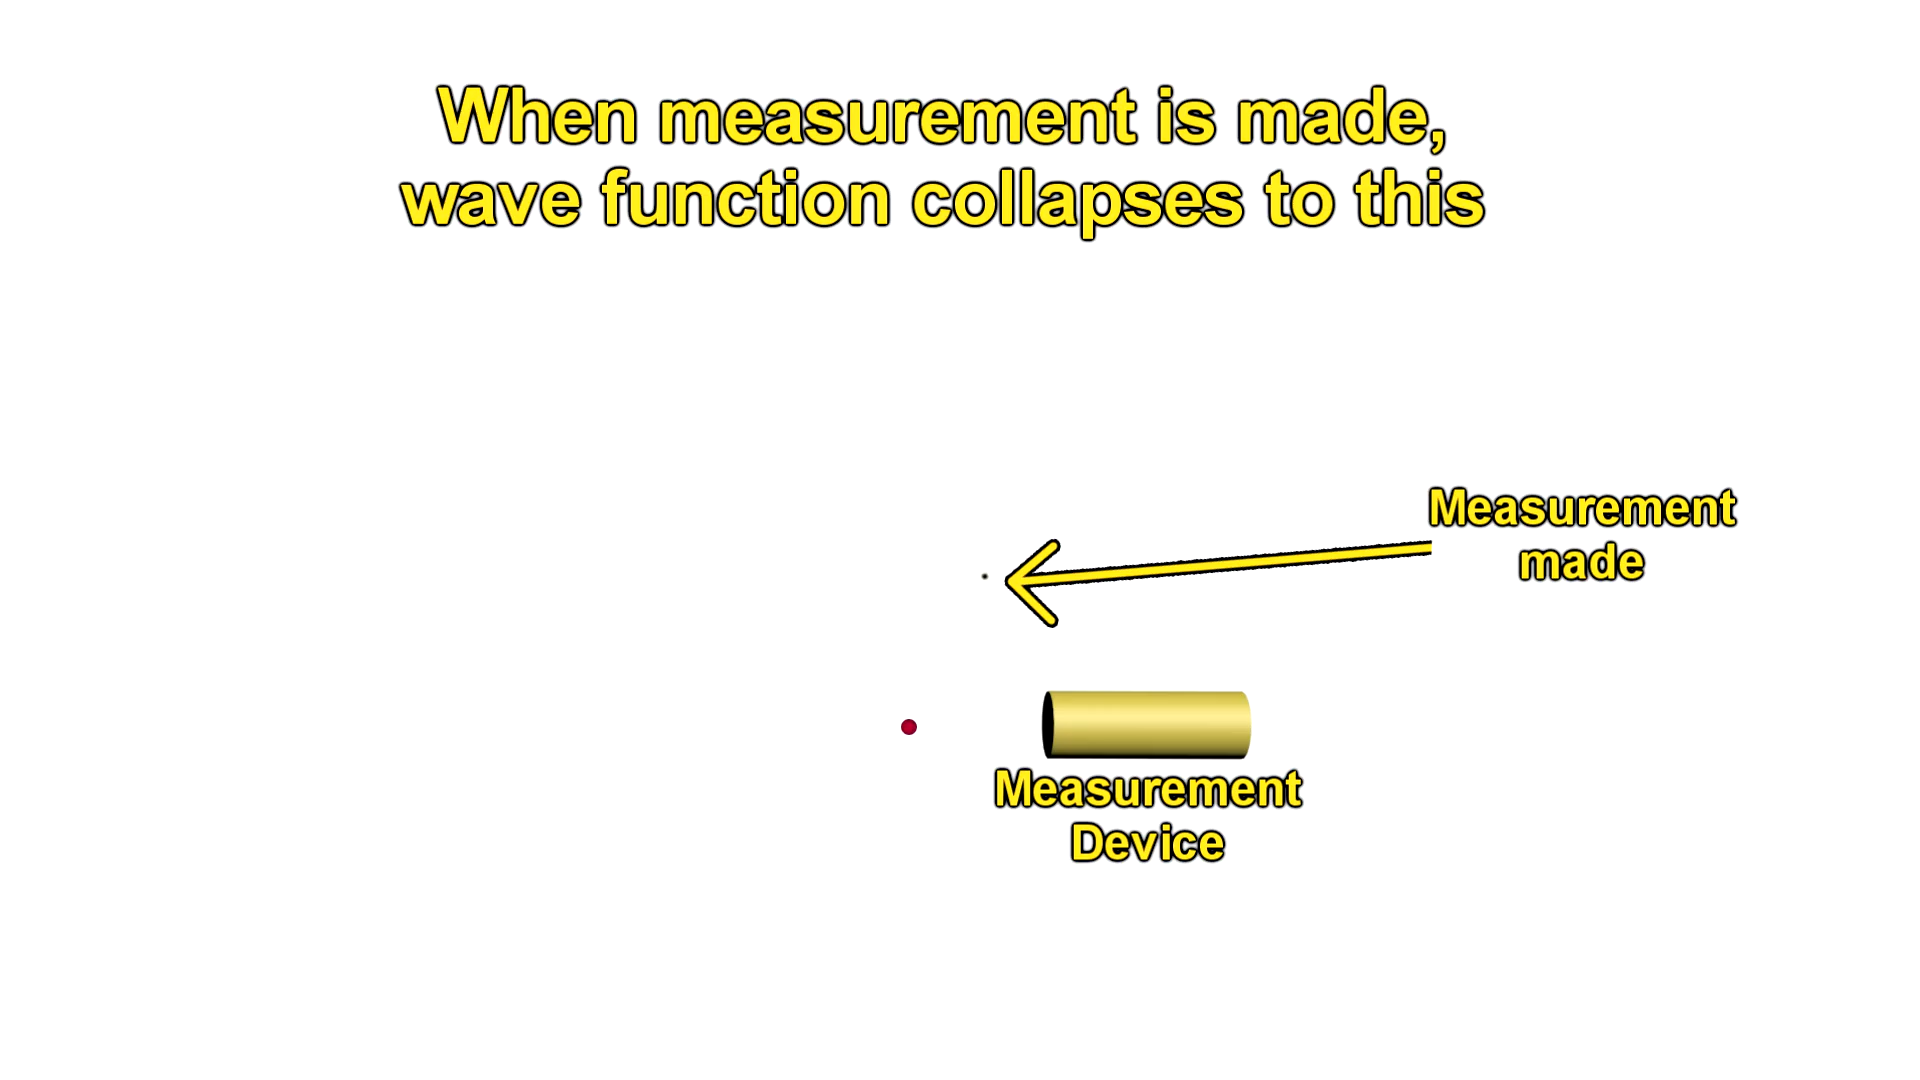 When measurement is made,
wave function collapses to this
Measurement
made
Measurement
Device